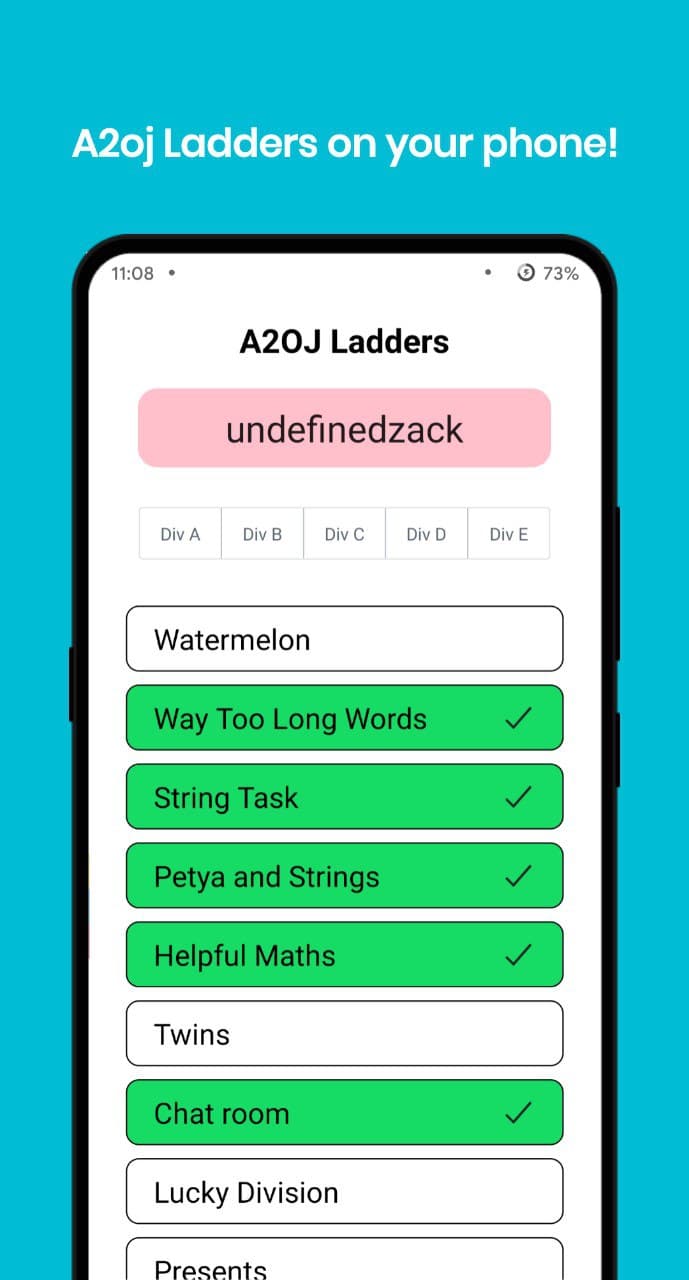 A2oj Ladders on your phone!
11:08 73%
A2OJ Ladders
undefinedzack
Div A Div B Div C Div D Div E
Watermelon
Way Too Long Words
String Task
Petya and Strings
Helpful Maths
Twins
Chat room
Lucky Division
Presents